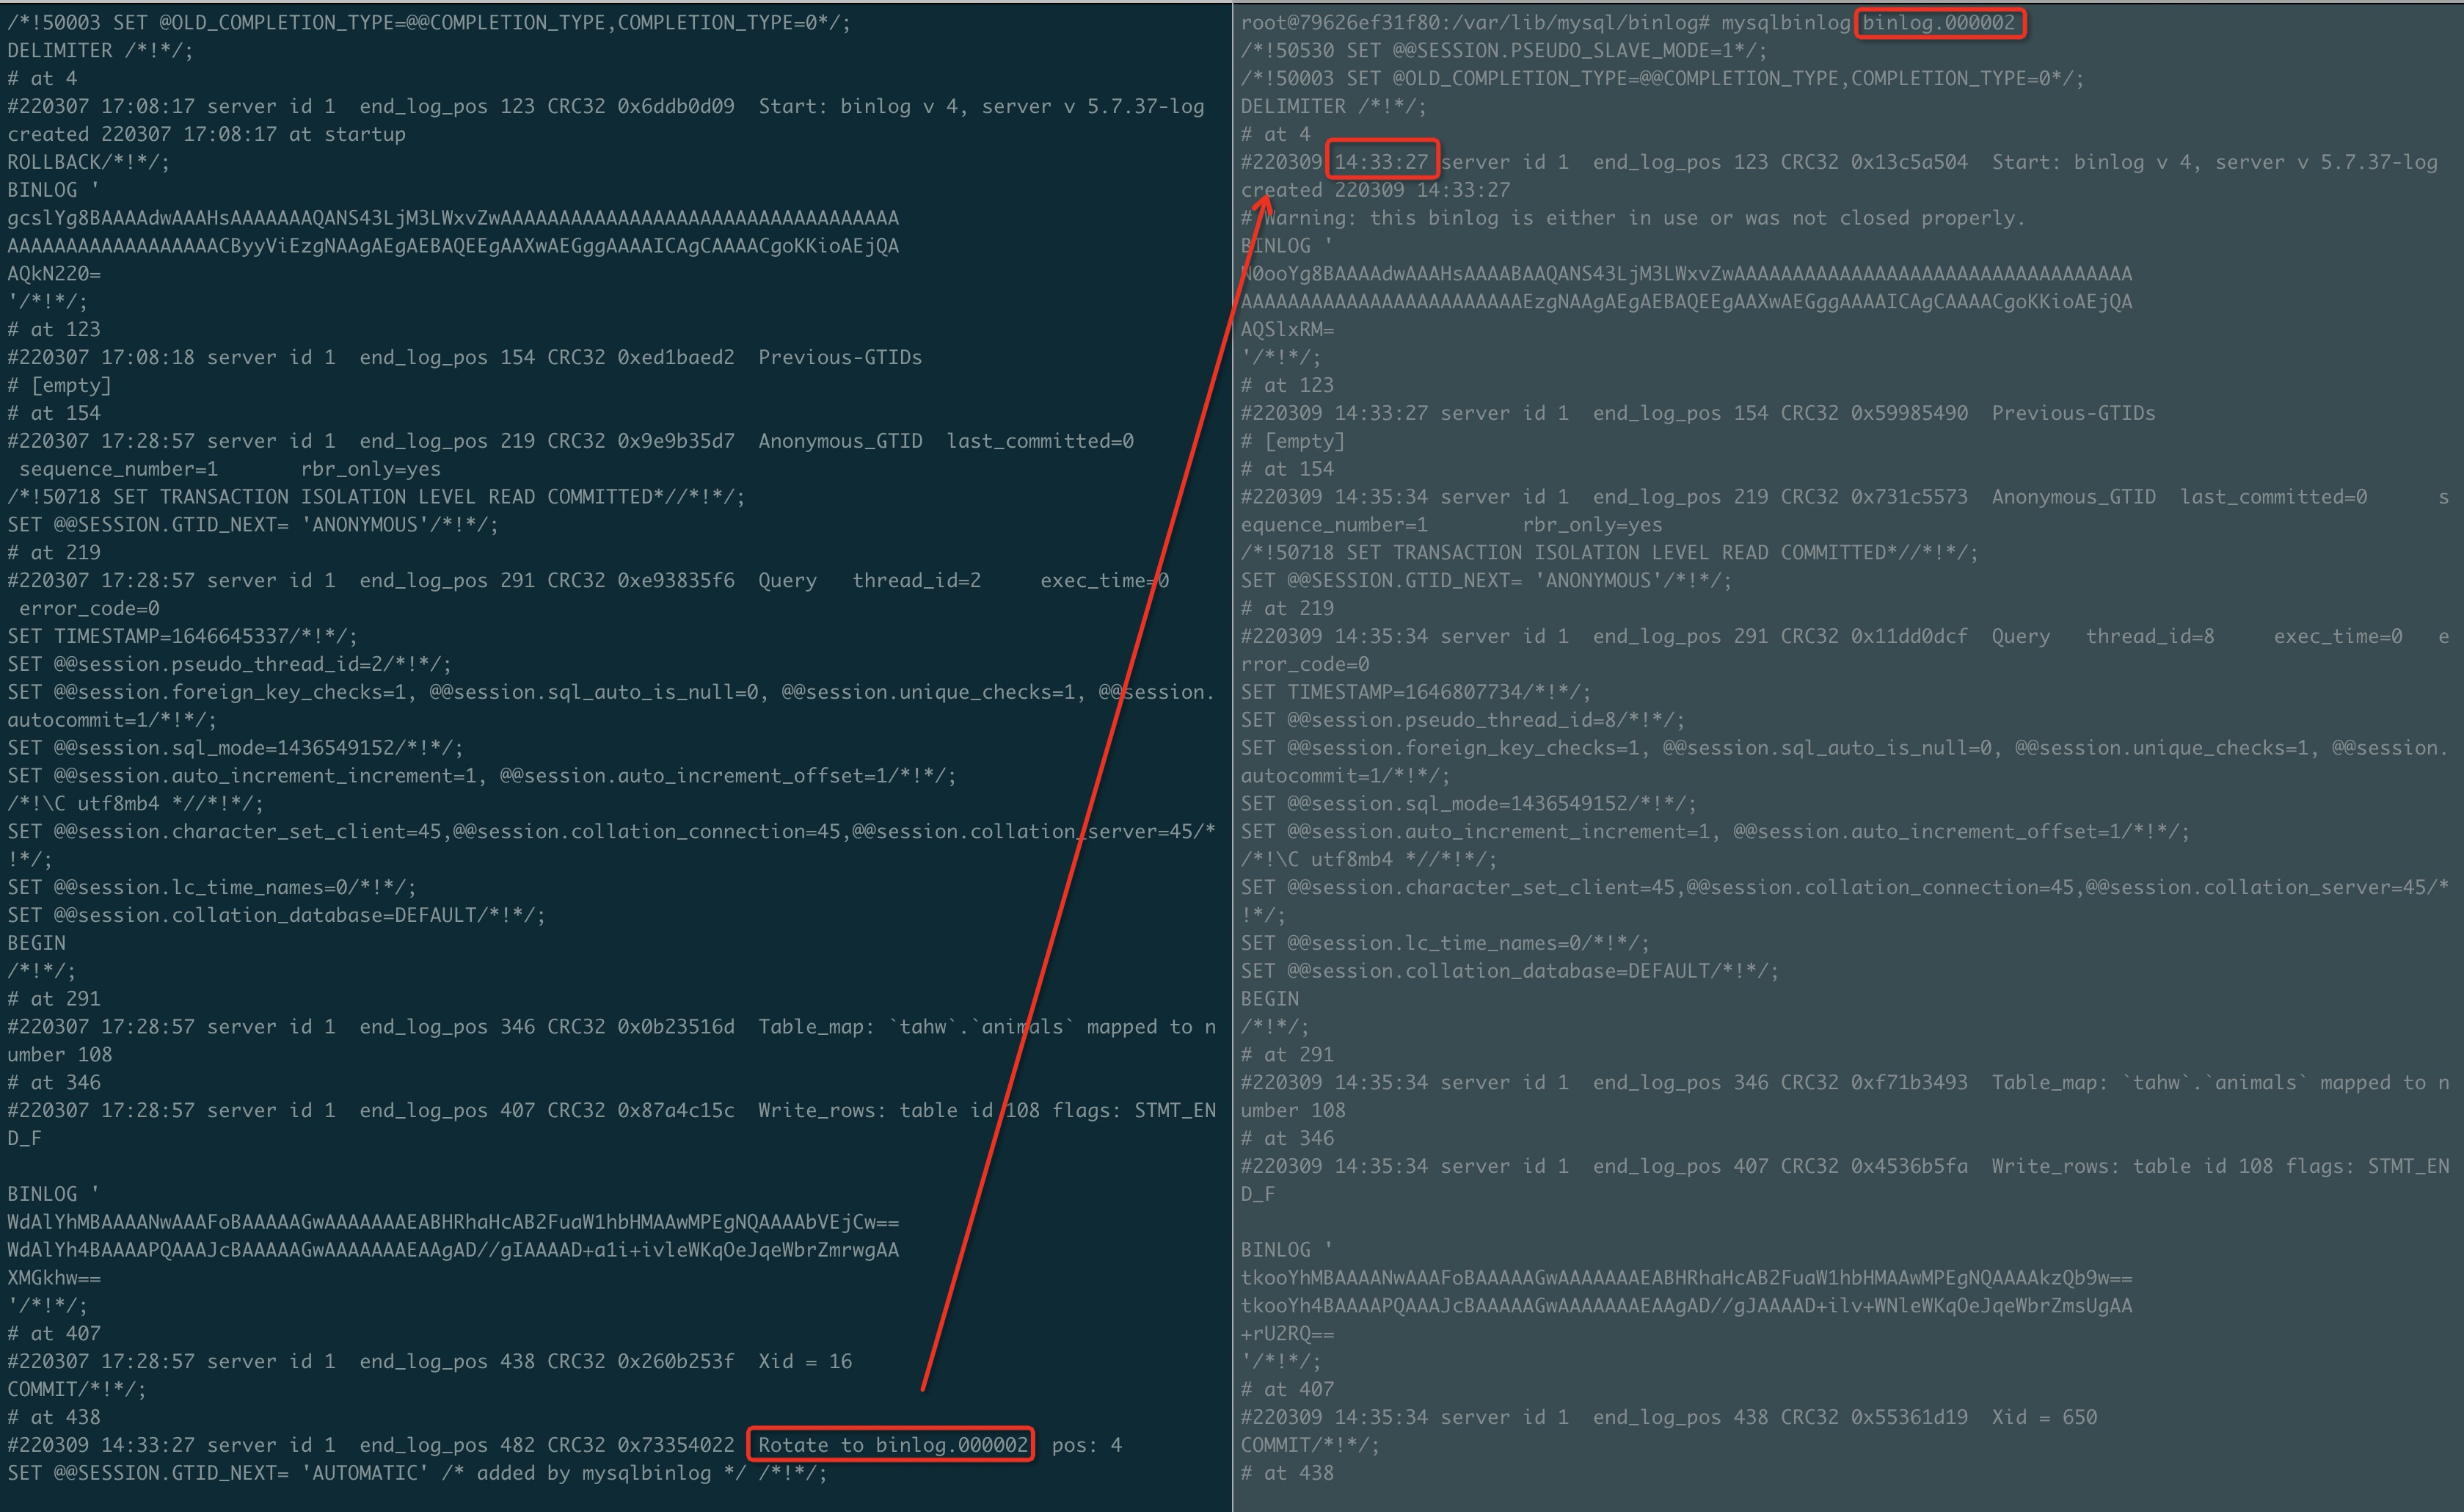 /*!50003 SET @OLD_COMPLETION_TYPE=@@COMPLETION_TYPE,COMPLETION_TYPE=0*/;
DELIMITER /*!*/;
# at 4
#220307 17:08:17 server id 1  end_log_pos 123 CRC32 0x6ddb0d09  Start: binlog v 4, server v 5.7.37-log
created 220307 17:08:17 at startup
ROLLBACK/*!*/;
BINLOG '
gcslYg8BAAAAdwAAAHsAAAAAAAQANS43LjM3LWxvZwAAAAAAAAAAAAAAAAAAAAAAAAAAAAAAAAAA
AAAAAAAAAAAAAAAAAACByyViEzgNAAgAEgAEBAQEEgAAXwAEGggAAAAICAgCAAAACgoKKioAEjQA
AQkN220=
'/*!*/;
# at 123
#220307 17:08:18 server id 1  end_log_pos 154 CRC32 0xed1baed2  Previous-GTIDs
# [empty]
# at 154
#220307 17:28:57 server id 1  end_log_pos 219 CRC32 0x9e9b35d7  Anonymous_GTID  last_committed=0
 sequence_number=1       rbr_only=yes
/*!50718 SET TRANSACTION ISOLATION LEVEL READ COMMITTED*//*!*/;
SET @@SESSION.GTID_NEXT= 'ANONYMOUS'/*!*/;
# at 219
#220307 17:28:57 server id 1  end_log_pos 291 CRC32 0xe93835f6  Query   thread_id=2     exec_time=0
 error_code=0
SET TIMESTAMP=1646645337/*!*/;
SET @@session.pseudo_thread_id=2/*!*/;
SET @@session.foreign_key_checks=1, @@session.sql_auto_is_null=0, @@session.unique_checks=1, @@session.
autocommit=1/*!*/;
SET @@session.sql_mode=1436549152/*!*/;
SET @@session.auto_increment_increment=1, @@session.auto_increment_offset=1/*!*/;
/*!\C utf8mb4 *//*!*/;
SET @@session.character_set_client=45,@@session.collation_connection=45,@@session.collation_server=45/*
!*/;
SET @@session.lc_time_names=0/*!*/;
SET @@session.collation_database=DEFAULT/*!*/;
BEGIN
/*!*/;
# at 291
#220307 17:28:57 server id 1  end_log_pos 346 CRC32 0x0b23516d  Table_map: `tahw`.`animals` mapped to n
umber 108
# at 346
#220307 17:28:57 server id 1  end_log_pos 407 CRC32 0x87a4c15c  Write_rows: table id 108 flags: STMT_EN
D_F
BINLOG '
WdAlYhMBAAAANwAAAFoBAAAAAGwAAAAAAAEABHRhaHcAB2FuaW1hbHMAAwMPEgNQAAAAbVEjCw==
WdAlYh4BAAAAPQAAAJcBAAAAAGwAAAAAAAEAAgAD//gIAAAAD+a1i+ivleWKqOeJqeWbrZmrwgAA
XMGkhw==
'/*!*/;
# at 407
#220307 17:28:57 server id 1  end_log_pos 438 CRC32 0x260b253f  Xid = 16
COMMIT/*!*/;
# at 438
#220309 14:33:27 server id 1  end_log_pos 482 CRC32 0x73354022  Rotate to binlog.000002  pos: 4
SET @@SESSION.GTID_NEXT= 'AUTOMATIC' /* added by mysqlbinlog */ /*!*/;
root@79626ef31f80:/var/lib/mysql/binlog# mysqlbinlog binlog.000002
/*!50530 SET @@SESSION.PSEUDO_SLAVE_MODE=1*/;
/*!50003 SET @OLD_COMPLETION_TYPE=@@COMPLETION_TYPE,COMPLETION_TYPE=0*/;
DELIMITER /*!*/;
# at 4
#220309 14:33:27 server id 1  end_log_pos 123 CRC32 0x13c5a504  Start: binlog v 4, server v 5.7.37-log
created 220309 14:33:27
# Warning: this binlog is either in use or was not closed properly.
BINLOG '
N0ooYg8BAAAAdwAAAHsAAAABAAQANS43LjM3LWxvZwAAAAAAAAAAAAAAAAAAAAAAAAAAAAAAAAAA
AAAAAAAAAAAAAAAAAAAAAAAAEzgNAAgAEgAEBAQEEgAAXwAEGggAAAAICAgCAAAACgoKKioAEjQA
AQSlxRM=
'/*!*/;
# at 123
#220309 14:33:27 server id 1  end_log_pos 154 CRC32 0x59985490  Previous-GTIDs
# [empty]
# at 154
#220309 14:35:34 server id 1  end_log_pos 219 CRC32 0x731c5573  Anonymous_GTID  last_committed=0      s
equence_number=1        rbr_only=yes
/*!50718 SET TRANSACTION ISOLATION LEVEL READ COMMITTED*//*!*/;
SET @@SESSION.GTID_NEXT= 'ANONYMOUS'/*!*/;
# at 219
#220309 14:35:34 server id 1  end_log_pos 291 CRC32 0x11dd0dcf  Query   thread_id=8     exec_time=0   e
rror_code=0
SET TIMESTAMP=1646807734/*!*/;
SET @@session.pseudo_thread_id=8/*!*/;
SET @@session.foreign_key_checks=1, @@session.sql_auto_is_null=0, @@session.unique_checks=1, @@session.
autocommit=1/*!*/;
SET @@session.sql_mode=1436549152/*!*/;
SET @@session.auto_increment_increment=1, @@session.auto_increment_offset=1/*!*/;
/*!\C utf8mb4 *//*!*/;
SET @@session.character_set_client=45,@@session.collation_connection=45,@@session.collation_server=45/*
!*/;
SET @@session.lc_time_names=0/*!*/;
SET @@session.collation_database=DEFAULT/*!*/;
BEGIN
/*!*/;
# at 291
#220309 14:35:34 server id 1  end_log_pos 346 CRC32 0xf71b3493  Table_map: `tahw`.`animals` mapped to n
umber 108
# at 346
#220309 14:35:34 server id 1  end_log_pos 407 CRC32 0x4536b5fa  Write_rows: table id 108 flags: STMT_EN
D_F
BINLOG '
tkooYhMBAAAANwAAAFoBAAAAAGwAAAAAAAEABHRhaHcAB2FuaW1hbHMAAwMPEgNQAAAAkzQb9w==
tkooYh4BAAAAPQAAAJcBAAAAAGwAAAAAAAEAAgAD//gJAAAAD+ilv+WNleWKqOeJqeWbrZmsUgAA
+rU2RQ==
'/*!*/;
# at 407
#220309 14:35:34 server id 1  end_log_pos 438 CRC32 0x55361d19  Xid = 650
COMMIT/*!*/;
# at 438